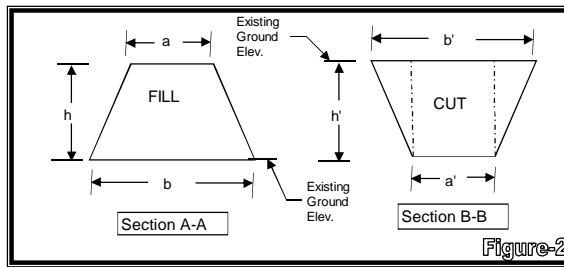 Existing
Ground
Elev.
a
b'
h
FILL
h'
CUT
b
a'
Existing
Ground
Elev.
Section A-A
Section B-B
Figure-2